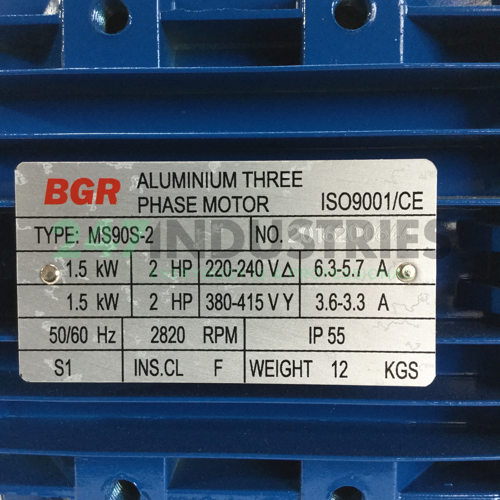 BGR ALUMINIUM THREE
PHASE MOTOR ISO9001/CE
TYPE: MS90S-2 NO.
1.5 kW 2 HP 220-240 V Δ 6.3-5.7 A
1.5 kW 2 HP 380-415 V Y 3.6-3.3 A
50/60 Hz 2820 RPM IP 55
S1 INS.CL F WEIGHT 12 KGS
247INDUSTRIES